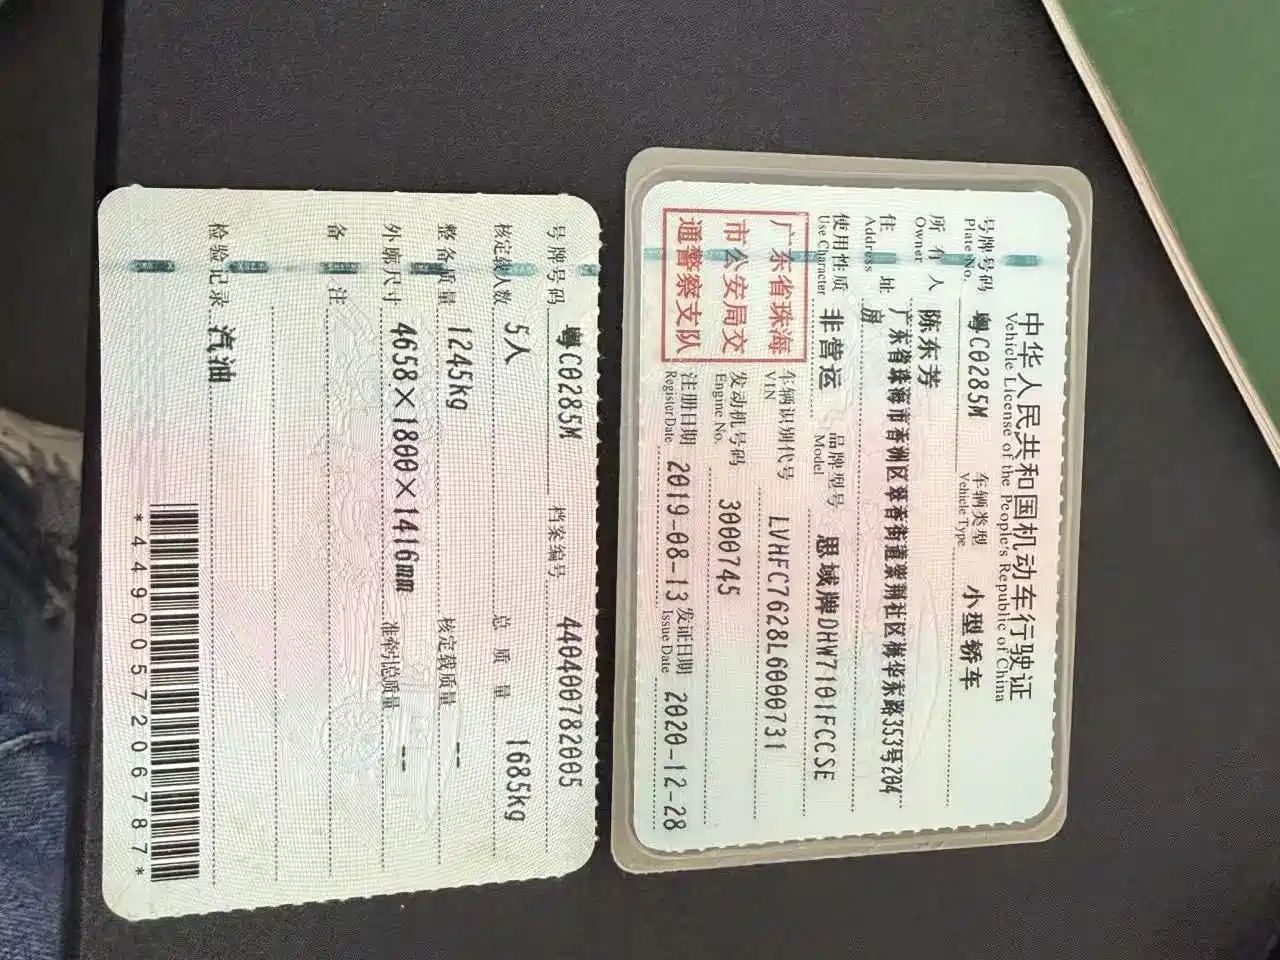 中华人民共和国机动车行驶证
Vehicle License of the People's Republic of China
号牌号码 粤C0285M 车辆类型 小型轿车
Plate No. Vehicle Type
所有人 陈东芳
Owner
住址 广东省珠海市香洲区翠香街道紫荆社区梅华东路353号204
Address 房
使用性质 非营运 品牌型号 思域牌DHW7101FCCSE
Use Character Model
广东省珠海
市公安局交
通警察支队
车辆识别代号 LVHFC7628L6000731
VIN
发动机号码 3000745
Engine No.
注册日期 2019-08-13 发证日期 2020-12-28
Register Date Issue Date
号牌号码 粤C0285M 档案编号 440400782005
核定载人数 5人 总质量 1685kg
整备质量 1245kg 核定载质量 --
外廓尺寸 4658×1800×1416mm 准牵引总质量 --
备注
检验记录 汽油
*4490057206787*